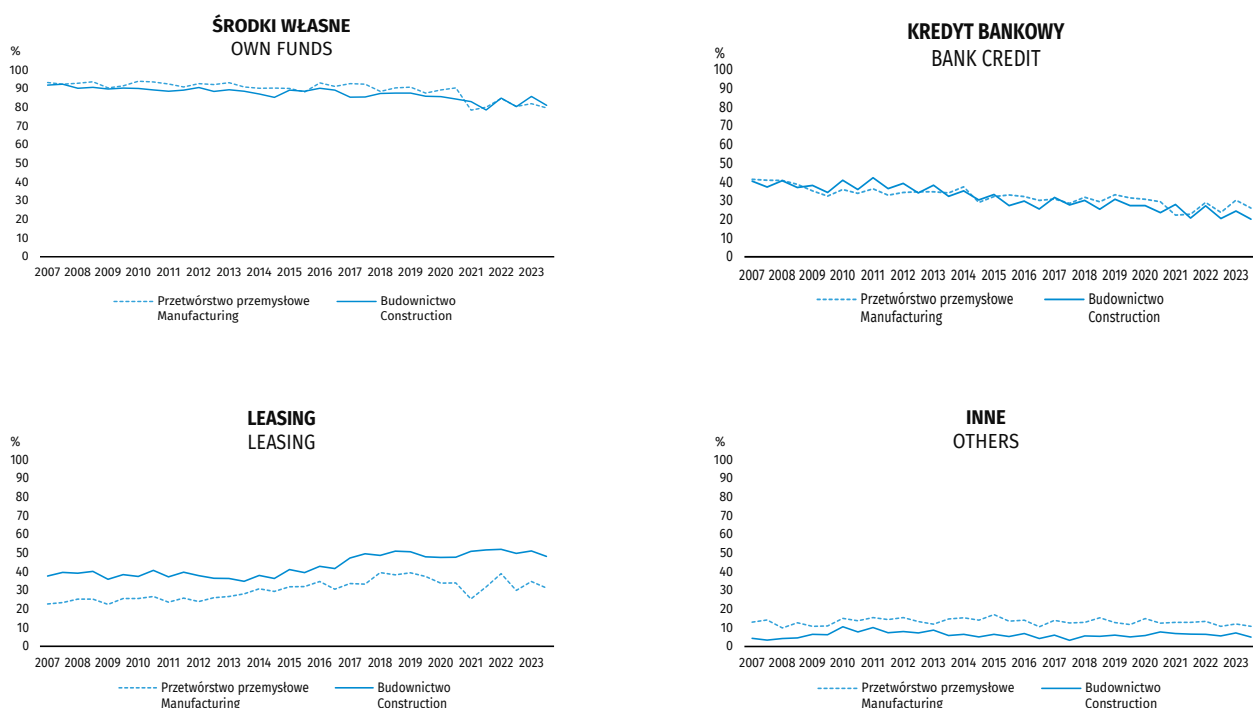 ŚRODKI WŁASNE
OWN FUNDS
%
100
90
80
70
60
50
40
30
20
10
0
2007 2008 2009 2010 2011 2012 2013 2014 2015 2016 2017 2018 2019 2020 2021 2022 2023
Przetwórstwo przemysłowe
Manufacturing
Budownictwo
Construction
KREDYT BANKOWY
BANK CREDIT
%
100
90
80
70
60
50
40
30
20
10
0
2007 2008 2009 2010 2011 2012 2013 2014 2015 2016 2017 2018 2019 2020 2021 2022 2023
Przetwórstwo przemysłowe
Manufacturing
Budownictwo
Construction
LEASING
LEASING
%
100
90
80
70
60
50
40
30
20
10
0
2007 2008 2009 2010 2011 2012 2013 2014 2015 2016 2017 2018 2019 2020 2021 2022 2023
Przetwórstwo przemysłowe
Manufacturing
Budownictwo
Construction
INNE
OTHERS
%
100
90
80
70
60
50
40
30
20
10
0
2007 2008 2009 2010 2011 2012 2013 2014 2015 2016 2017 2018 2019 2020 2021 2022 2023
Przetwórstwo przemysłowe
Manufacturing
Budownictwo
Construction